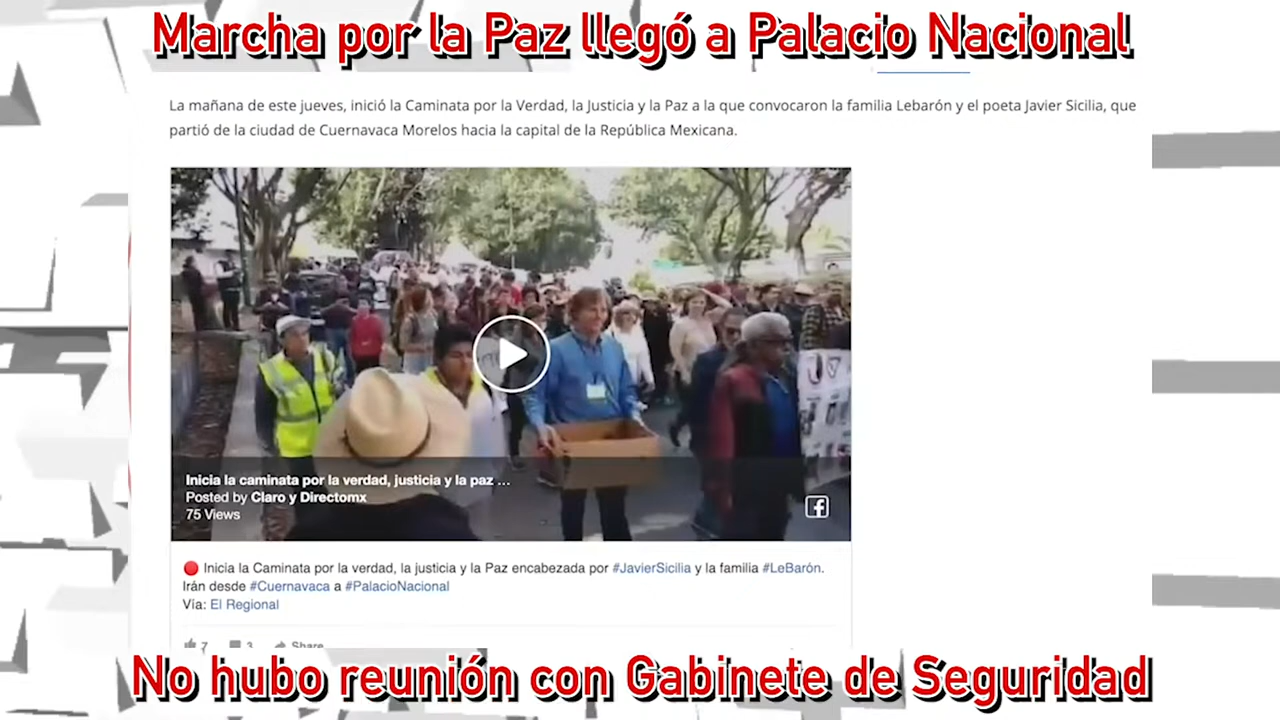 Marcha por la Paz llegó a Palacio Nacional
La mañana de este jueves, inició la Caminata por la Verdad, la Justicia y la Paz a la que convocaron la familia Lebarón y el poeta Javier Sicilia, que
partió de la ciudad de Cuernavaca Morelos hacia la capital de la República Mexicana.
Inicia la caminata por la verdad, justicia y la paz ...
Posted by Claro y Directomx
75 Views
Inicia la Caminata por la verdad, la justicia y la Paz encabezada por #JavierSicilia y la familia #LeBarón.
Irán desde #Cuernavaca a #PalacioNacional
Vía: El Regional
7 3 Share
No hubo reunión con Gabinete de Seguridad